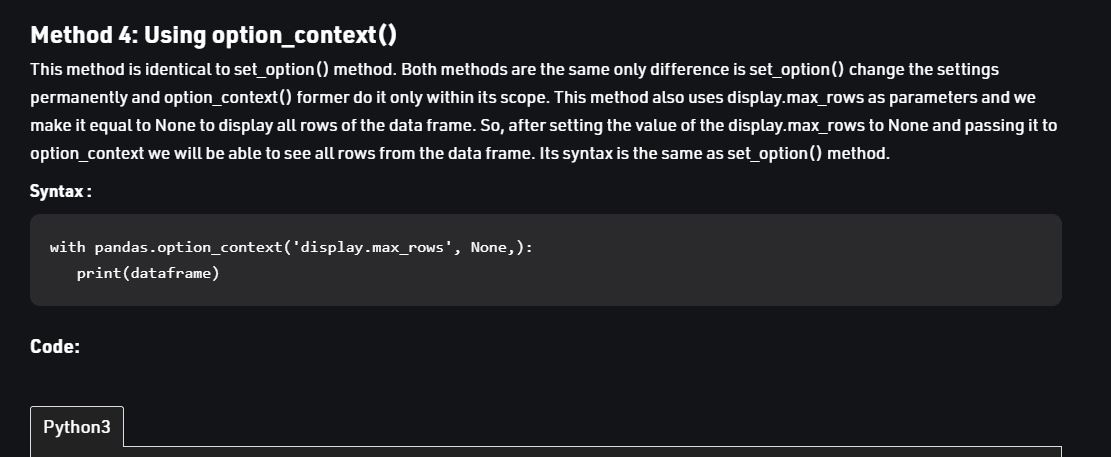 Method 4: Using option_context()
This method is identical to set_option() method. Both methods are the same only difference is set_option() change the settings
permanently and option_context() former do it only within its scope. This method also uses display.max_rows as parameters and we
make it equal to None to display all rows of the data frame. So, after setting the value of the display.max_rows to None and passing it to
option_context we will be able to see all rows from the data frame. Its syntax is the same as set_option() method.
Syntax :
with pandas.option_context('display.max_rows', None,):
   print(dataframe)
Code:
Python3